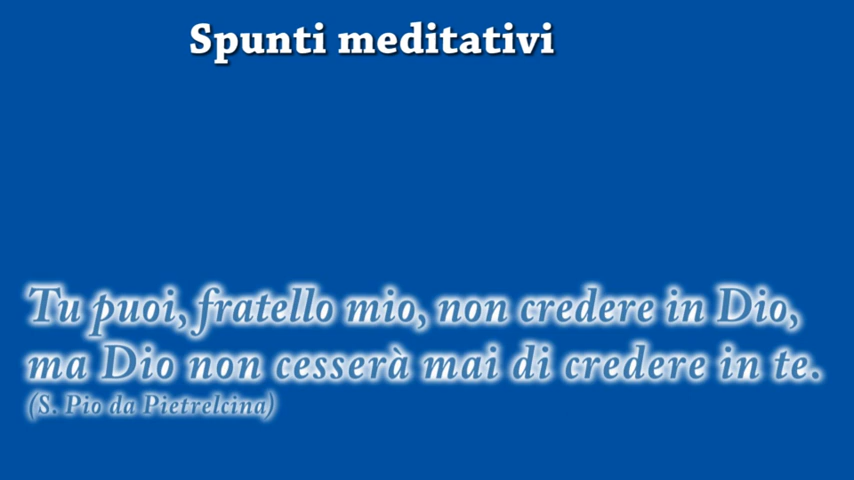 Spunti meditativi
Tu puoi, fratello mio, non credere in Dio,
ma Dio non cesserà mai di credere in te.
(S. Pio da Pietrelcina)